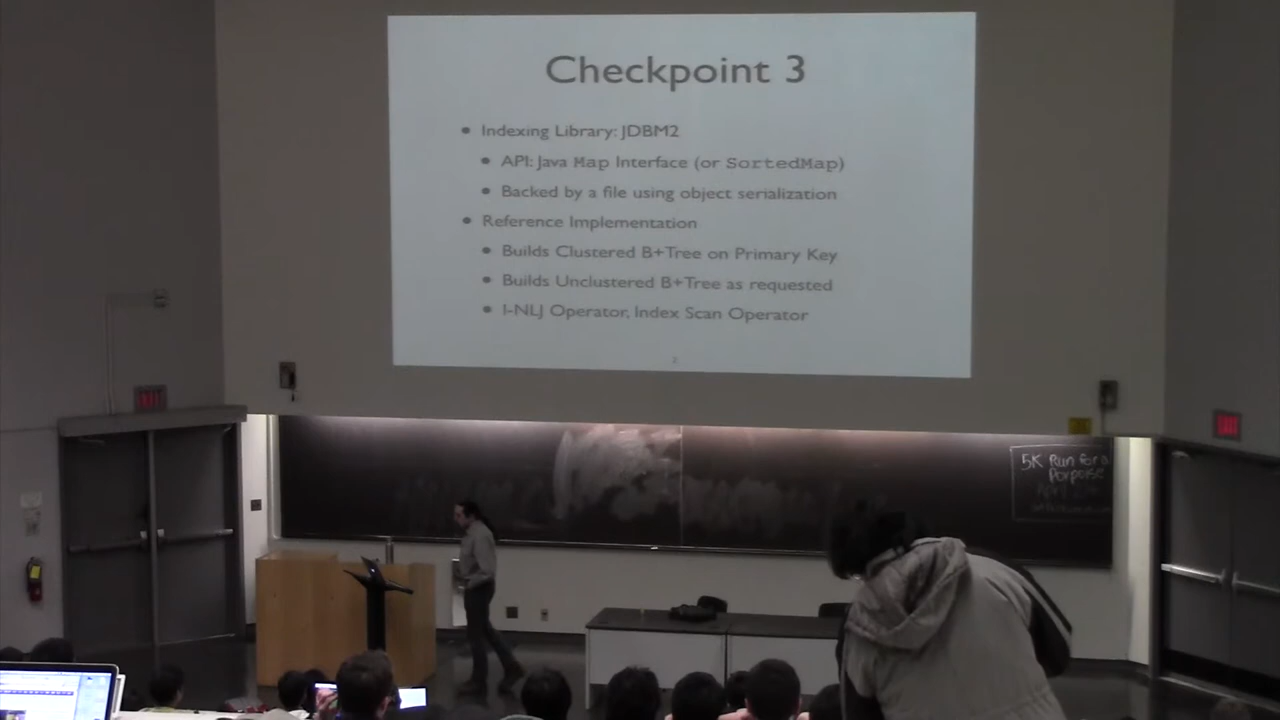 Checkpoint 3
• Indexing Library: JDBM2
• API: Java Map Interface (or SortedMap)
• Backed by a file using object serialization
• Reference Implementation
• Builds Clustered B+Tree on Primary Key
• Builds Unclustered B+Tree as requested
• I-NLJ Operator, Index Scan Operator
2
5K Run for a
Porpoise